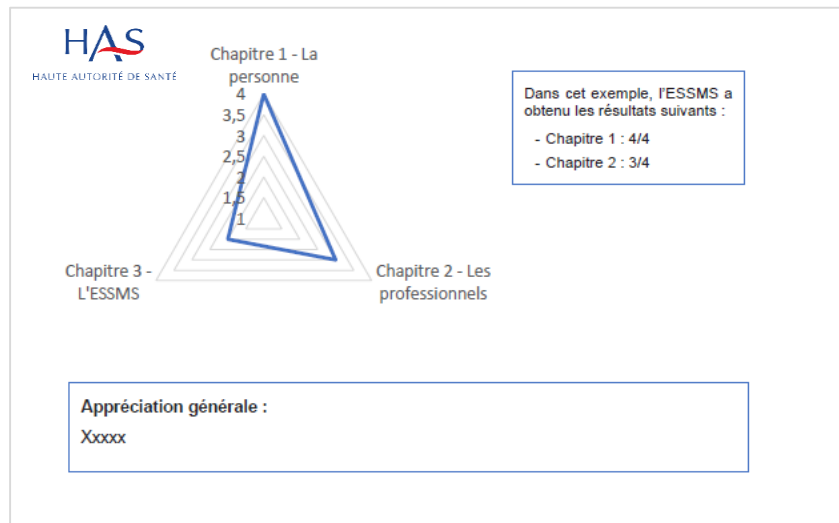 HAS
HAUTE AUTORITÉ DE SANTÉ
Chapitre 1 - La
personne
4
3,5
3
2,5
2
1,5
1
Chapitre 3 -
L'ESSMS
Chapitre 2 - Les
professionnels
Dans cet exemple, l'ESSMS a
obtenu les résultats suivants :
- Chapitre 1 : 4/4
- Chapitre 2 : 3/4
Appréciation générale :
Xxxxx